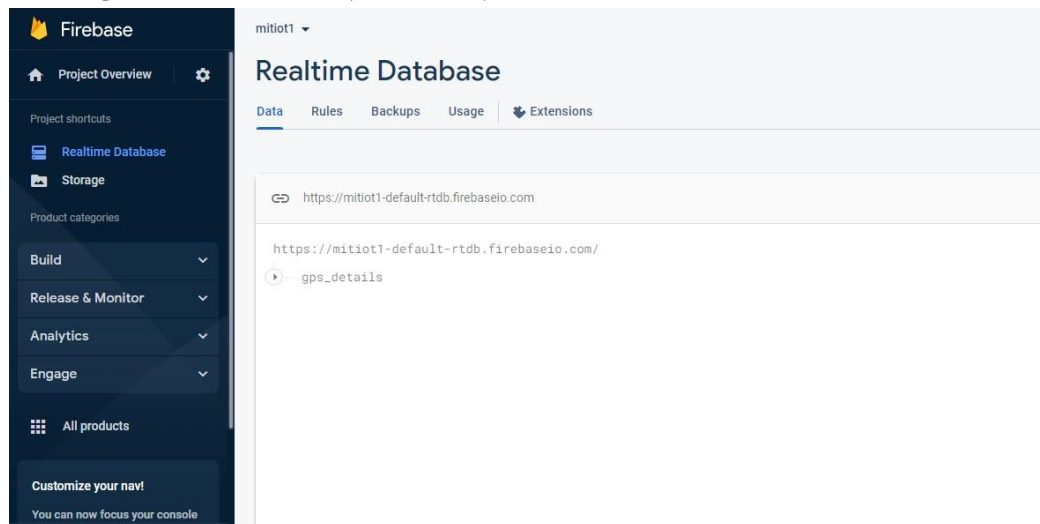 Firebase
Project Overview
Project shortcuts
Realtime Database
Storage
Product categories
Build
Release & Monitor
Analytics
Engage
All products
Customize your nav!
You can now focus your console
mitiot1
Realtime Database
Data Rules Backups Usage Extensions
https://mitiot1-default-rtdb.firebaseio.com
https://mitiot1-default-rtdb.firebaseio.com/
gps_details